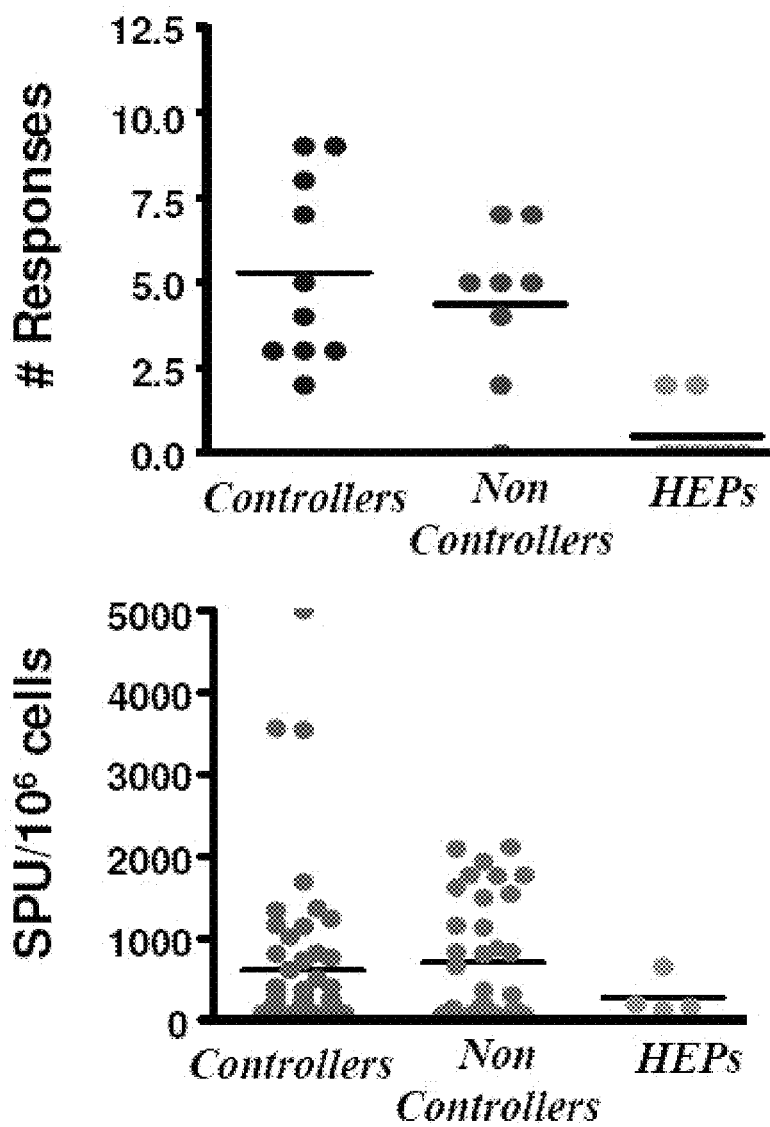 # Responses
12.5
10.0
7.5
5.0
2.5
0.0
Controllers
Non
Controllers
HEPs
SPU/10⁶ cells
5000
4000
3000
2000
1000
0
Controllers
Non
Controllers
HEPs